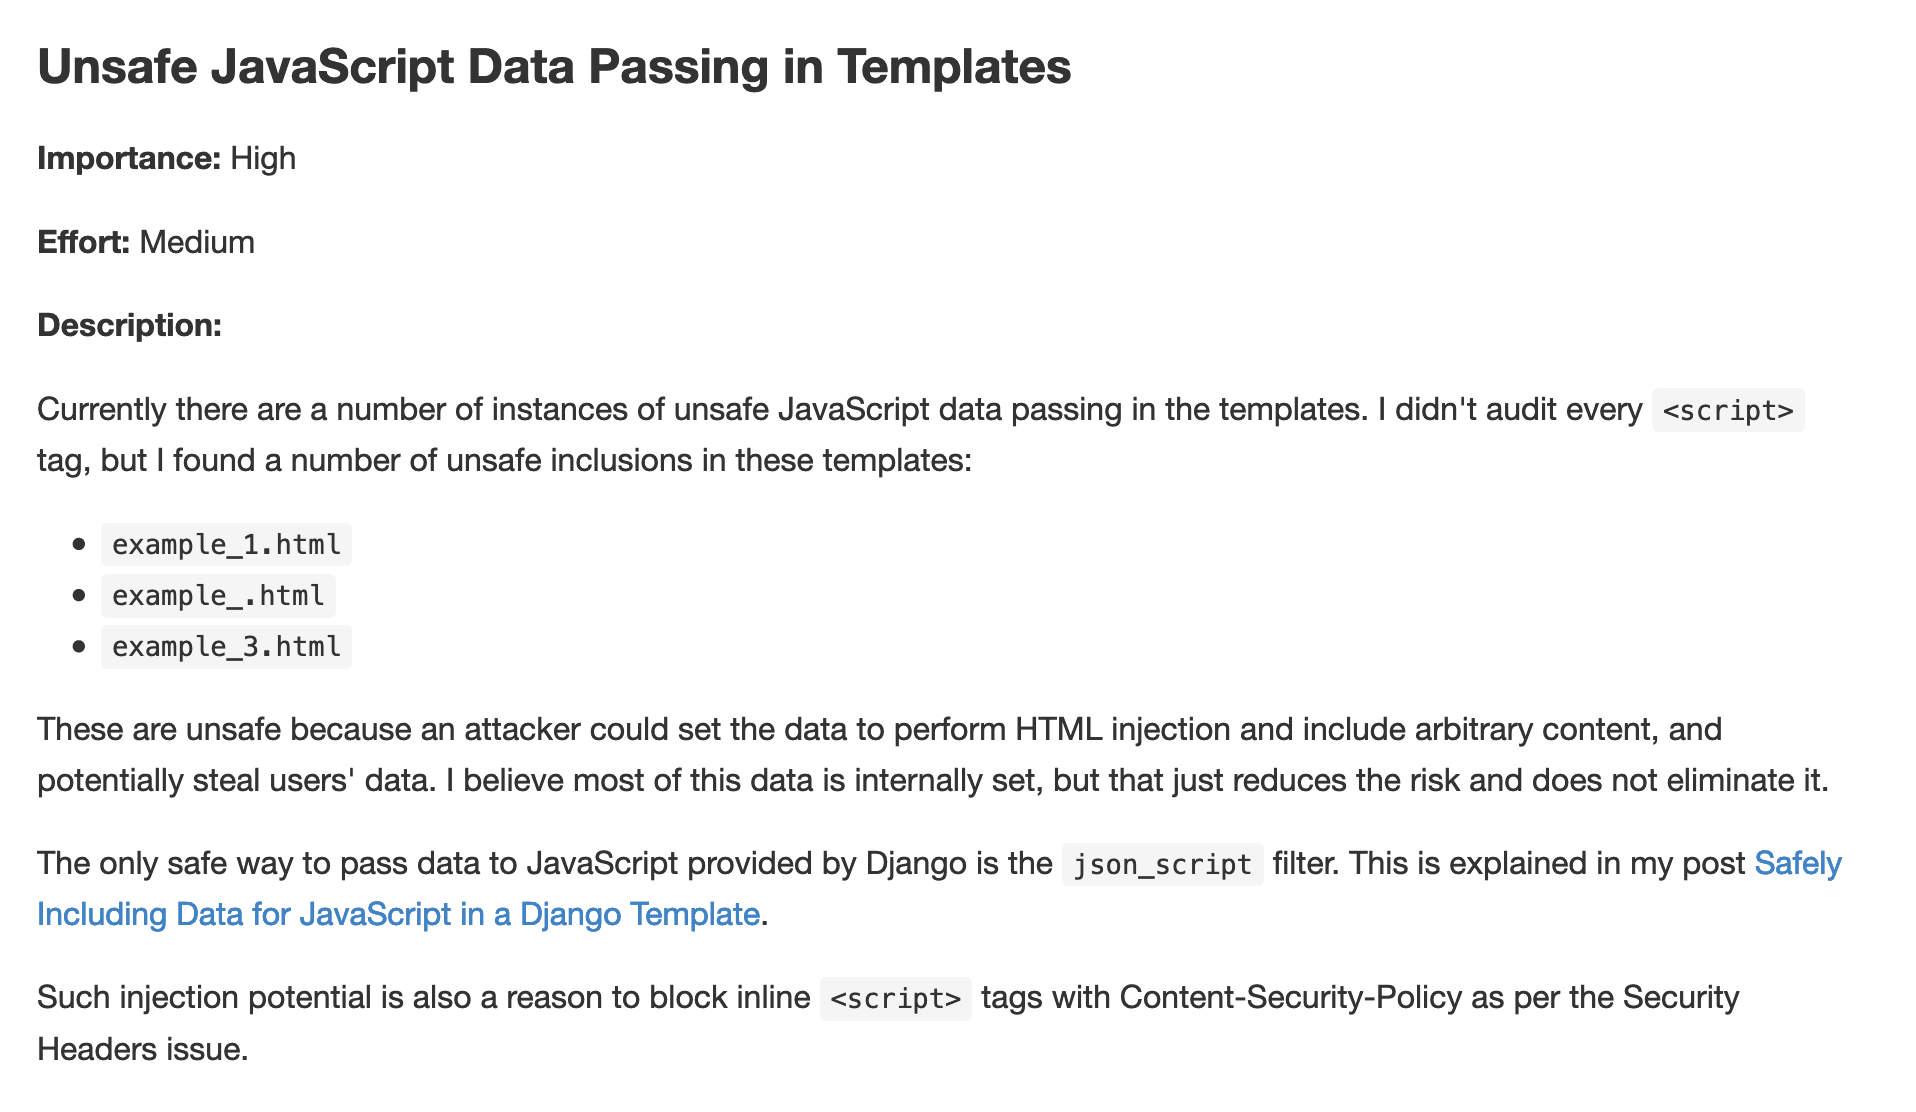 Unsafe JavaScript Data Passing in Templates
Importance: High
Effort: Medium
Description:
Currently there are a number of instances of unsafe JavaScript data passing in the templates. I didn't audit every <script>
tag, but I found a number of unsafe inclusions in these templates:
• example_1.html
• example_.html
• example_3.html
These are unsafe because an attacker could set the data to perform HTML injection and include arbitrary content, and
potentially steal users' data. I believe most of this data is internally set, but that just reduces the risk and does not eliminate it.
The only safe way to pass data to JavaScript provided by Django is the json_script filter. This is explained in my post Safely
Including Data for JavaScript in a Django Template.
Such injection potential is also a reason to block inline <script> tags with Content-Security-Policy as per the Security
Headers issue.